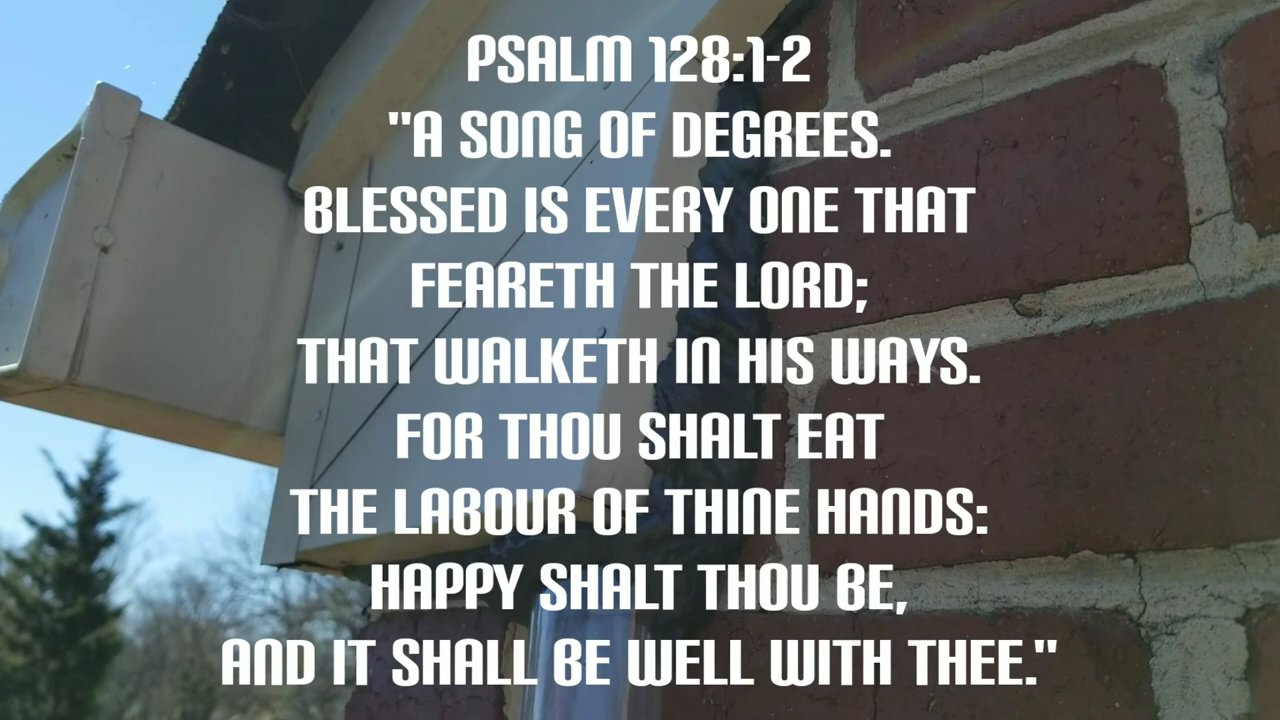 PSALM 128:1-2
"A SONG OF DEGREES.
BLESSED IS EVERY ONE THAT
FEARETH THE LORD;
THAT WALKETH IN HIS WAYS.
FOR THOU SHALT EAT
THE LABOUR OF THINE HANDS:
HAPPY SHALT THOU BE,
AND IT SHALL BE WELL WITH THEE."